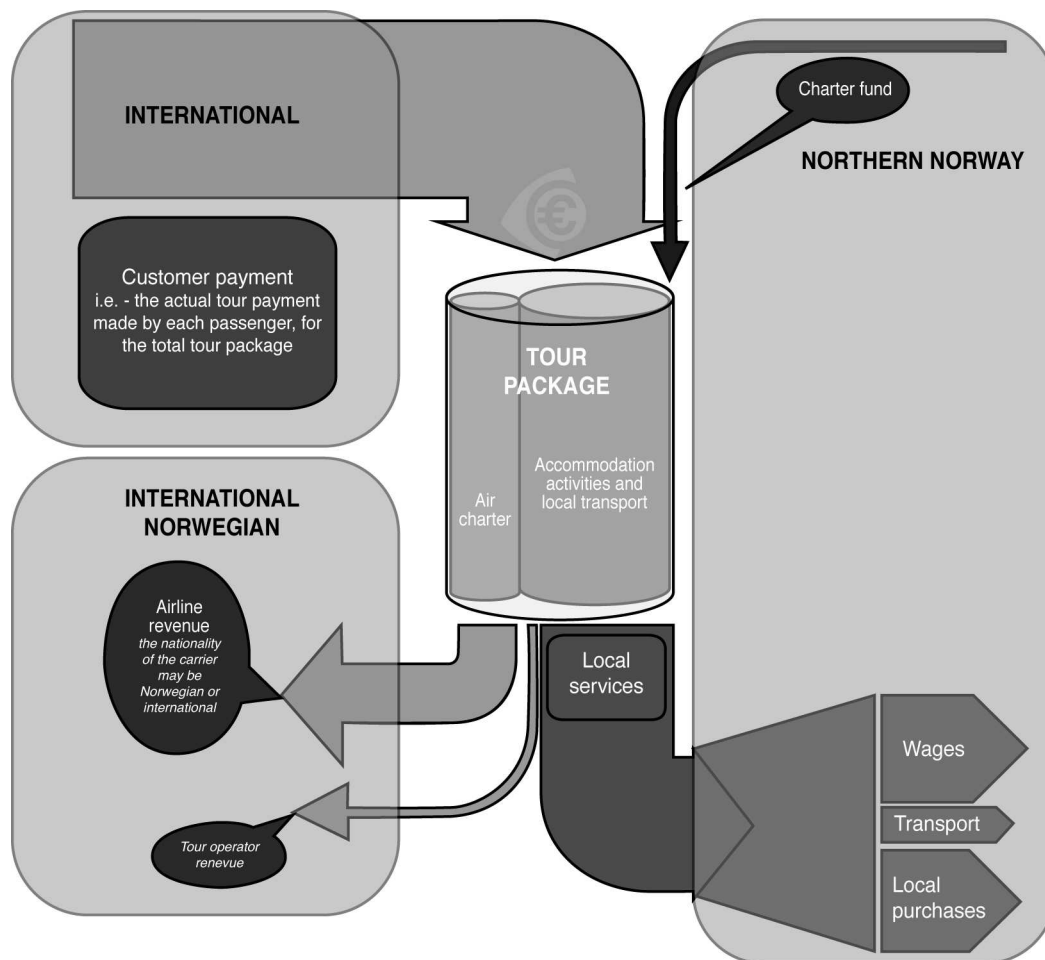 INTERNATIONAL
Charter fund
NORTHERN NORWAY
Customer payment
i.e. - the actual tour payment
made by each passenger, for
the total tour package
€
TOUR
PACKAGE
Air
charter
Accommodation
activities and
local transport
INTERNATIONAL
NORWEGIAN
Airline
revenue
the nationality
of the carrier
may be
Norwegian or
international
Tour operator
renevue
Local
services
Wages
Transport
Local
purchases